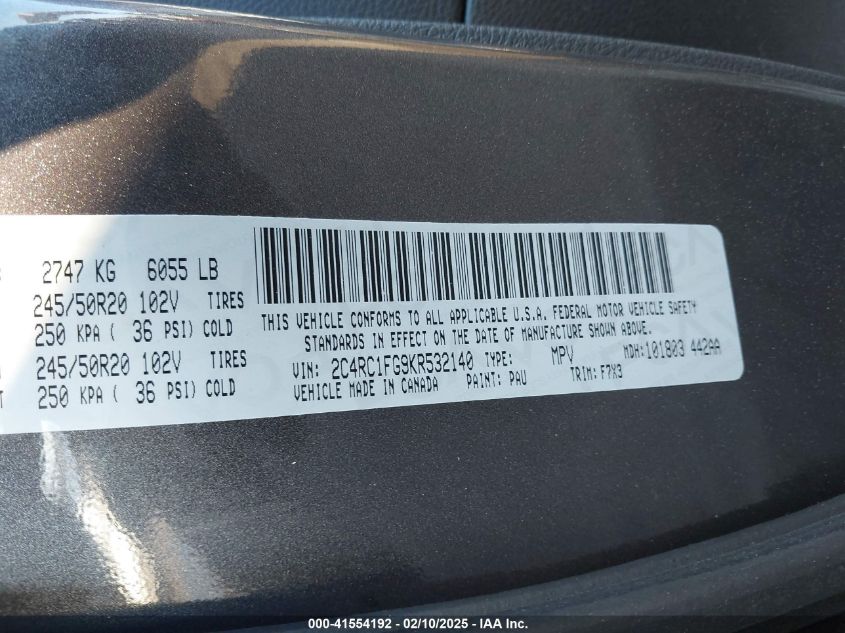 2747 KG 6055 LB
245/50R20 102V TIRES
250 KPA ( 36 PSI) COLD
245/50R20 102V TIRES
250 KPA ( 36 PSI) COLD
THIS VEHICLE CONFORMS TO ALL APPLICABLE U.S.A. FEDERAL MOTOR VEHICLE SAFETY
STANDARDS IN EFFECT ON THE DATE OF MANUFACTURE SHOWN ABOVE.
VIN: 2C4RC1FG9KR532140 TYPE: MPV MDH:101803 442AA
VEHICLE MADE IN CANADA PAINT: PAU TRIM: F7X3
000-41554192 - 02/10/2025 - IAAI.com